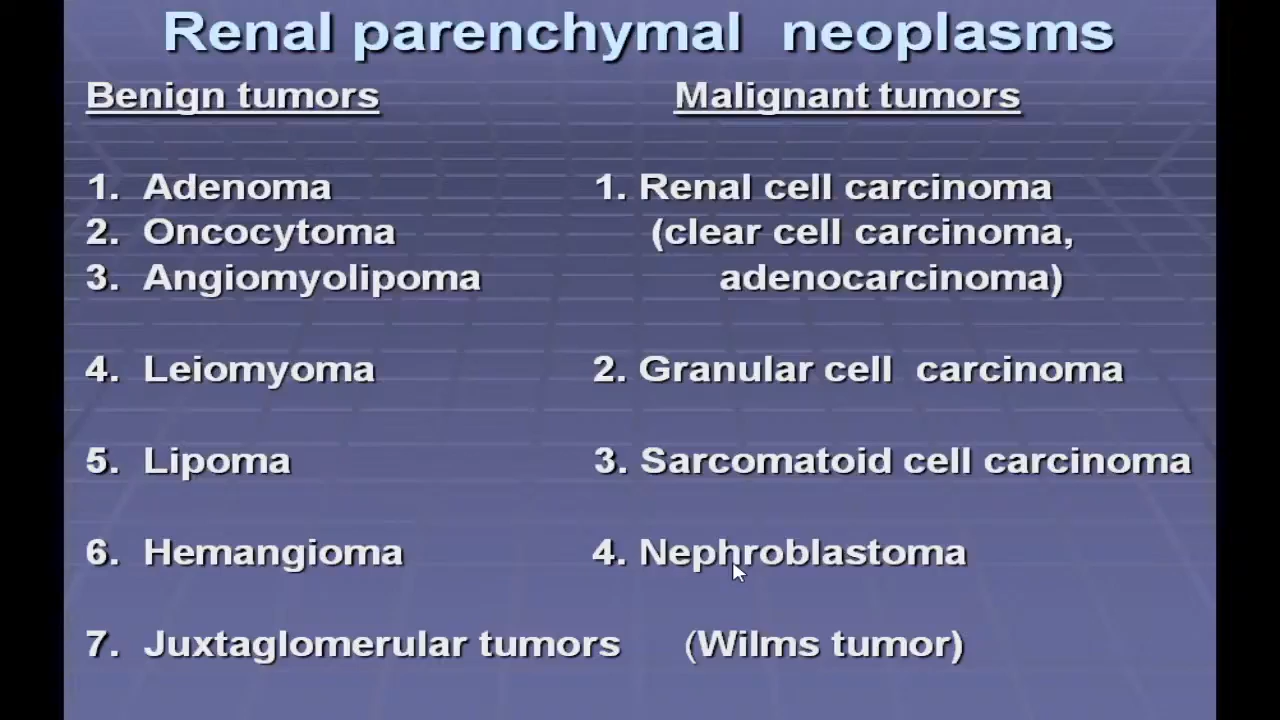 Renal parenchymal neoplasms
Benign tumors
1. Adenoma
2. Oncocytoma
3. Angiomyolipoma
4. Leiomyoma
5. Lipoma
6. Hemangioma
7. Juxtaglomerular tumors
Malignant tumors
1. Renal cell carcinoma
(clear cell carcinoma,
adenocarcinoma)
2. Granular cell carcinoma
3. Sarcomatoid cell carcinoma
4. Nephroblastoma
(Wilms tumor)